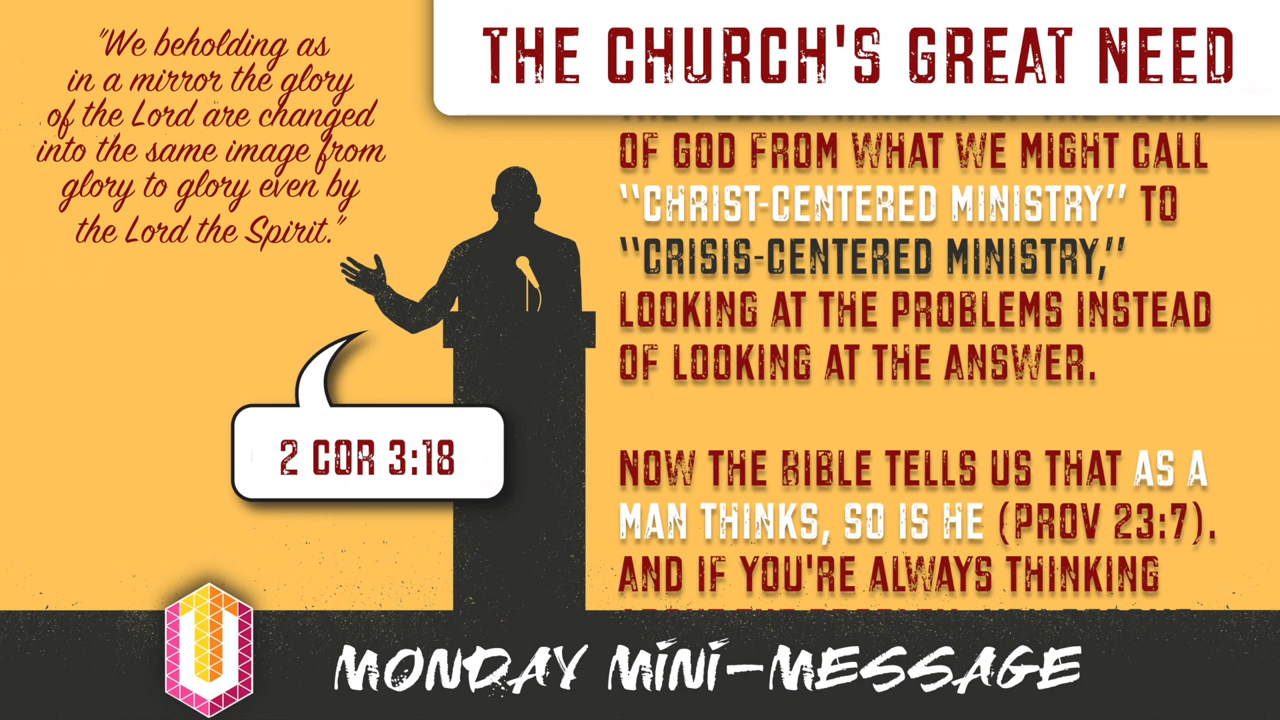 "We beholding as
in a mirror the glory
of the Lord are changed
into the same image from
glory to glory even by
the Lord the Spirit."
THE CHURCH'S GREAT NEED
OF GOD FROM WHAT WE MIGHT CALL
"CHRIST-CENTERED MINISTRY" TO
"CRISIS-CENTERED MINISTRY,"
LOOKING AT THE PROBLEMS INSTEAD
OF LOOKING AT THE ANSWER.
NOW THE BIBLE TELLS US THAT AS A
MAN THINKS, SO IS HE (PROV 23:7).
AND IF YOU'RE ALWAYS THINKING
2 COR 3:18
U
MONDAY MINI-MESSAGE